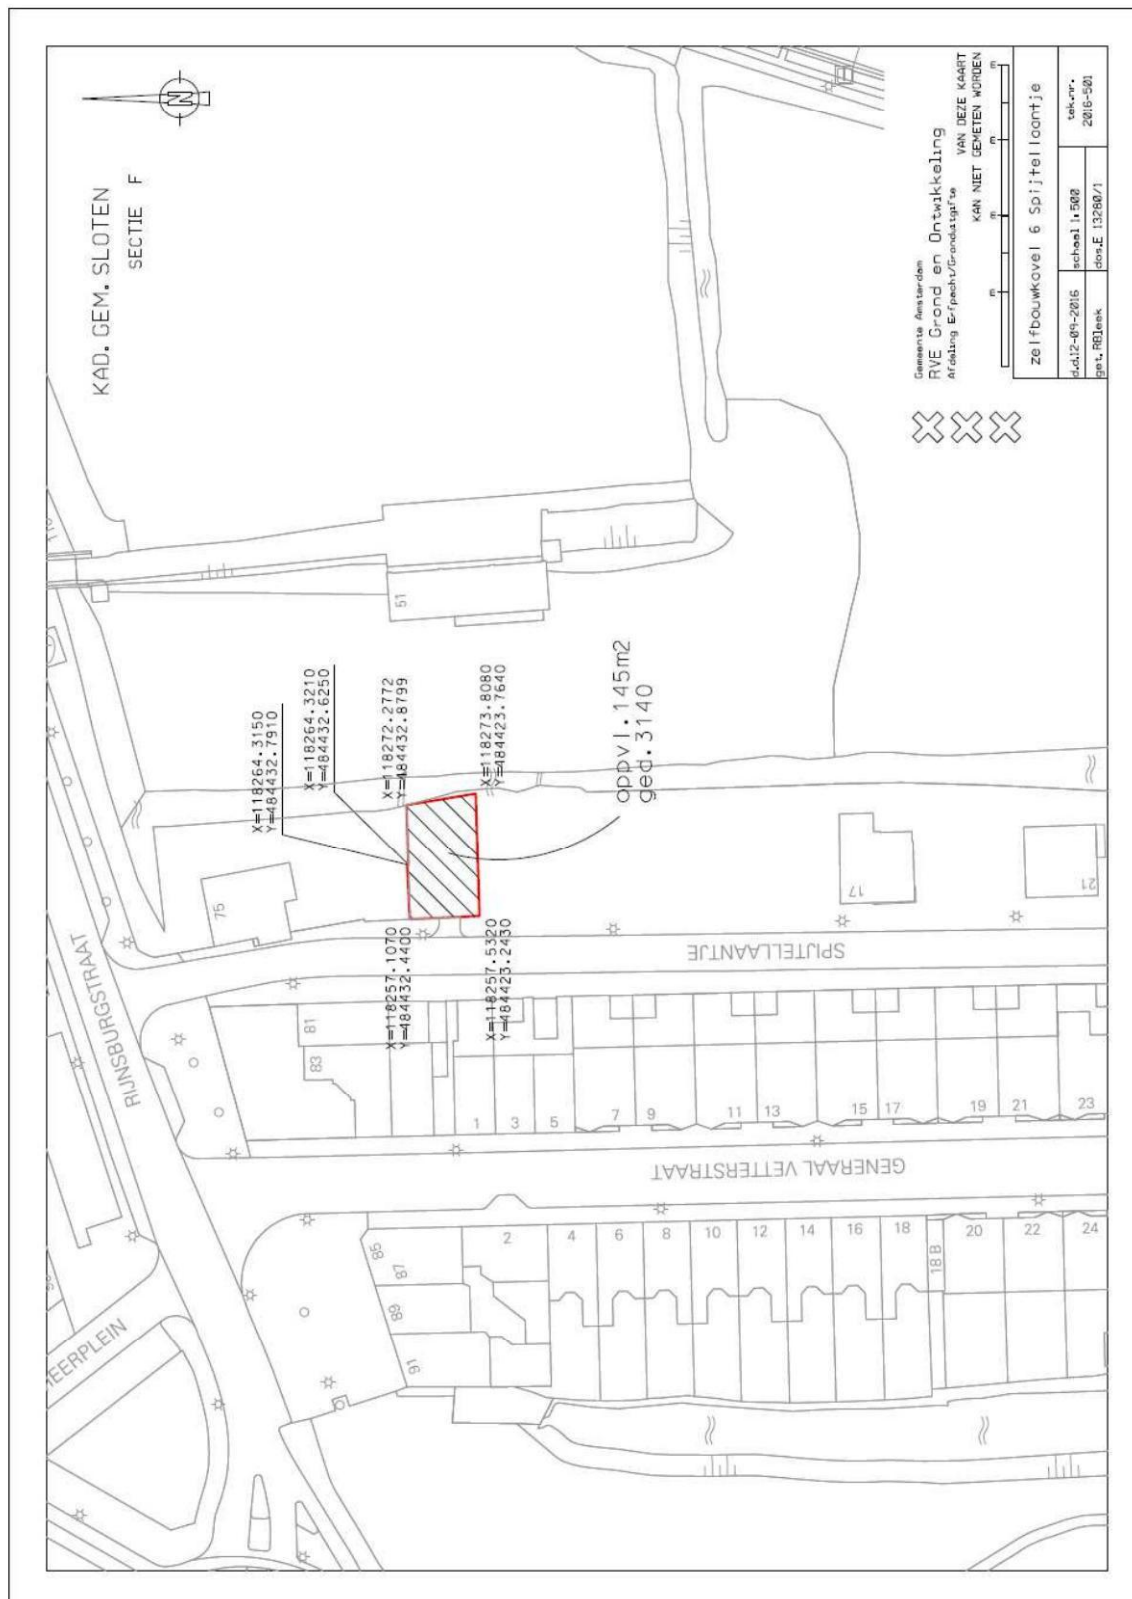 N
KAD. GEM. SLOTEN
SECTIE F
X=118264.3150
Y=484432.7910
X=118264.3210
Y=484432.6250
X=118272.2772
Y=484432.8799
X=118273.8080
Y=484423.7640
oppvl.145m2
ged.3140
X=118257.1070
Y=484432.4400
X=118257.5320
Y=484423.2430
RIJNSBURGSTRAAT
SPIJTELLAANTJE
GENERAAL VETTERSTRAAT
51
75
17
21
81
83
1
3
5
7
9
11
13
15
17
19
21
23
85
87
89
91
2
4
6
8
10
12
14
16
18
18 B
20
22
24
Gemeente Amsterdam
RVE Grond en Ontwikkeling
Afdeling Erfpacht/Gronduitgifte
VAN DEZE KAART
KAN NIET GEMETEN WORDEN
m
m
m
m
zelfbouwkavel 6 Spijtellaantje
d.d.12-09-2016
schaal 1:500
tek.nr.
2016-501
get. RBleek
dos.E 13280/1